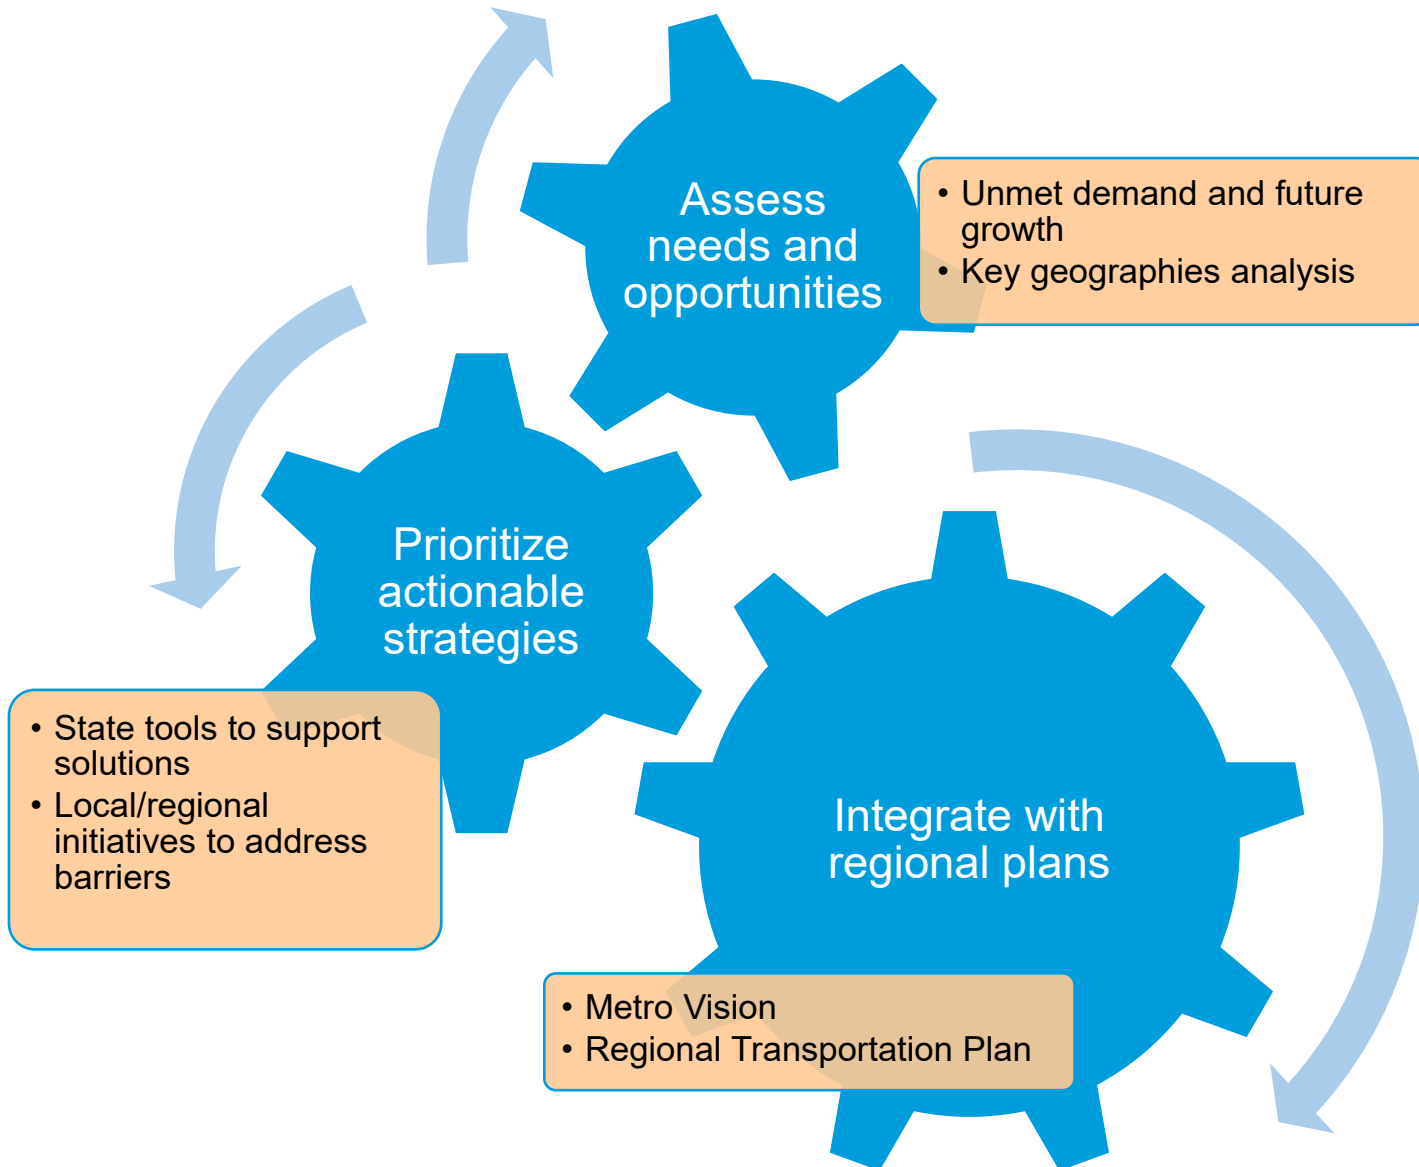 Assess
needs and
opportunities
• Unmet demand and future
growth
• Key geographies analysis
Prioritize
actionable
strategies
• State tools to support
solutions
• Local/regional
initiatives to address
barriers
Integrate with
regional plans
• Metro Vision
• Regional Transportation Plan